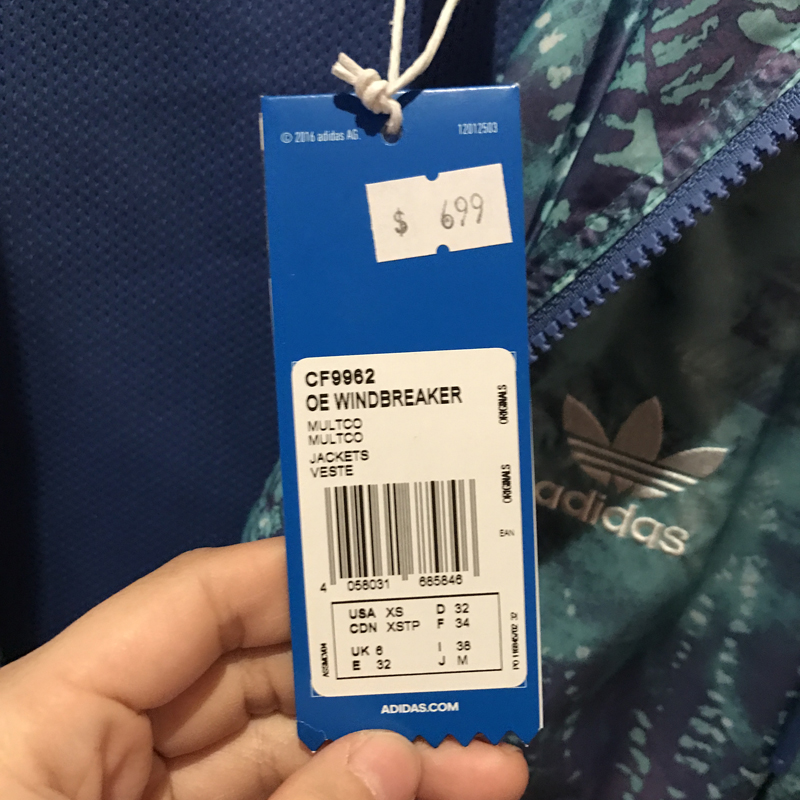 © 2016 adidas AG.
12012503
$ 699
CF9962
OE WINDBREAKER
MULTCO
MULTCO
JACKETS
VESTE
ORIGINALS
ORIGINALS
EAN
4 058031 685846
USA XS D 32
CDN XSTP F 34
UK 6 I 38
E 32 J M
ADIDAS.COM
adidas